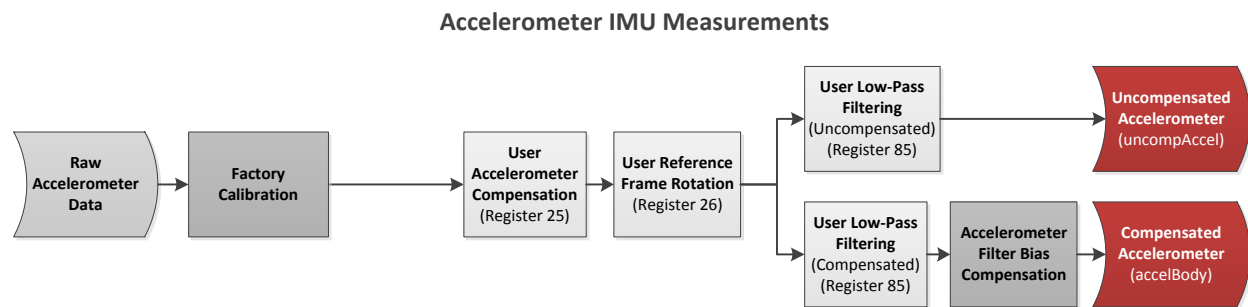 Accelerometer IMU Measurements
Raw
Accelerometer
Data
Factory
Calibration
User
Accelerometer
Compensation
(Register 25)
User Reference
Frame Rotation
(Register 26)
User Low-Pass
Filtering
(Uncompensated)
(Register 85)
Uncompensated
Accelerometer
(uncompAccel)
User Low-Pass
Filtering
(Compensated)
(Register 85)
Accelerometer
Filter Bias
Compensation
Compensated
Accelerometer
(accelBody)